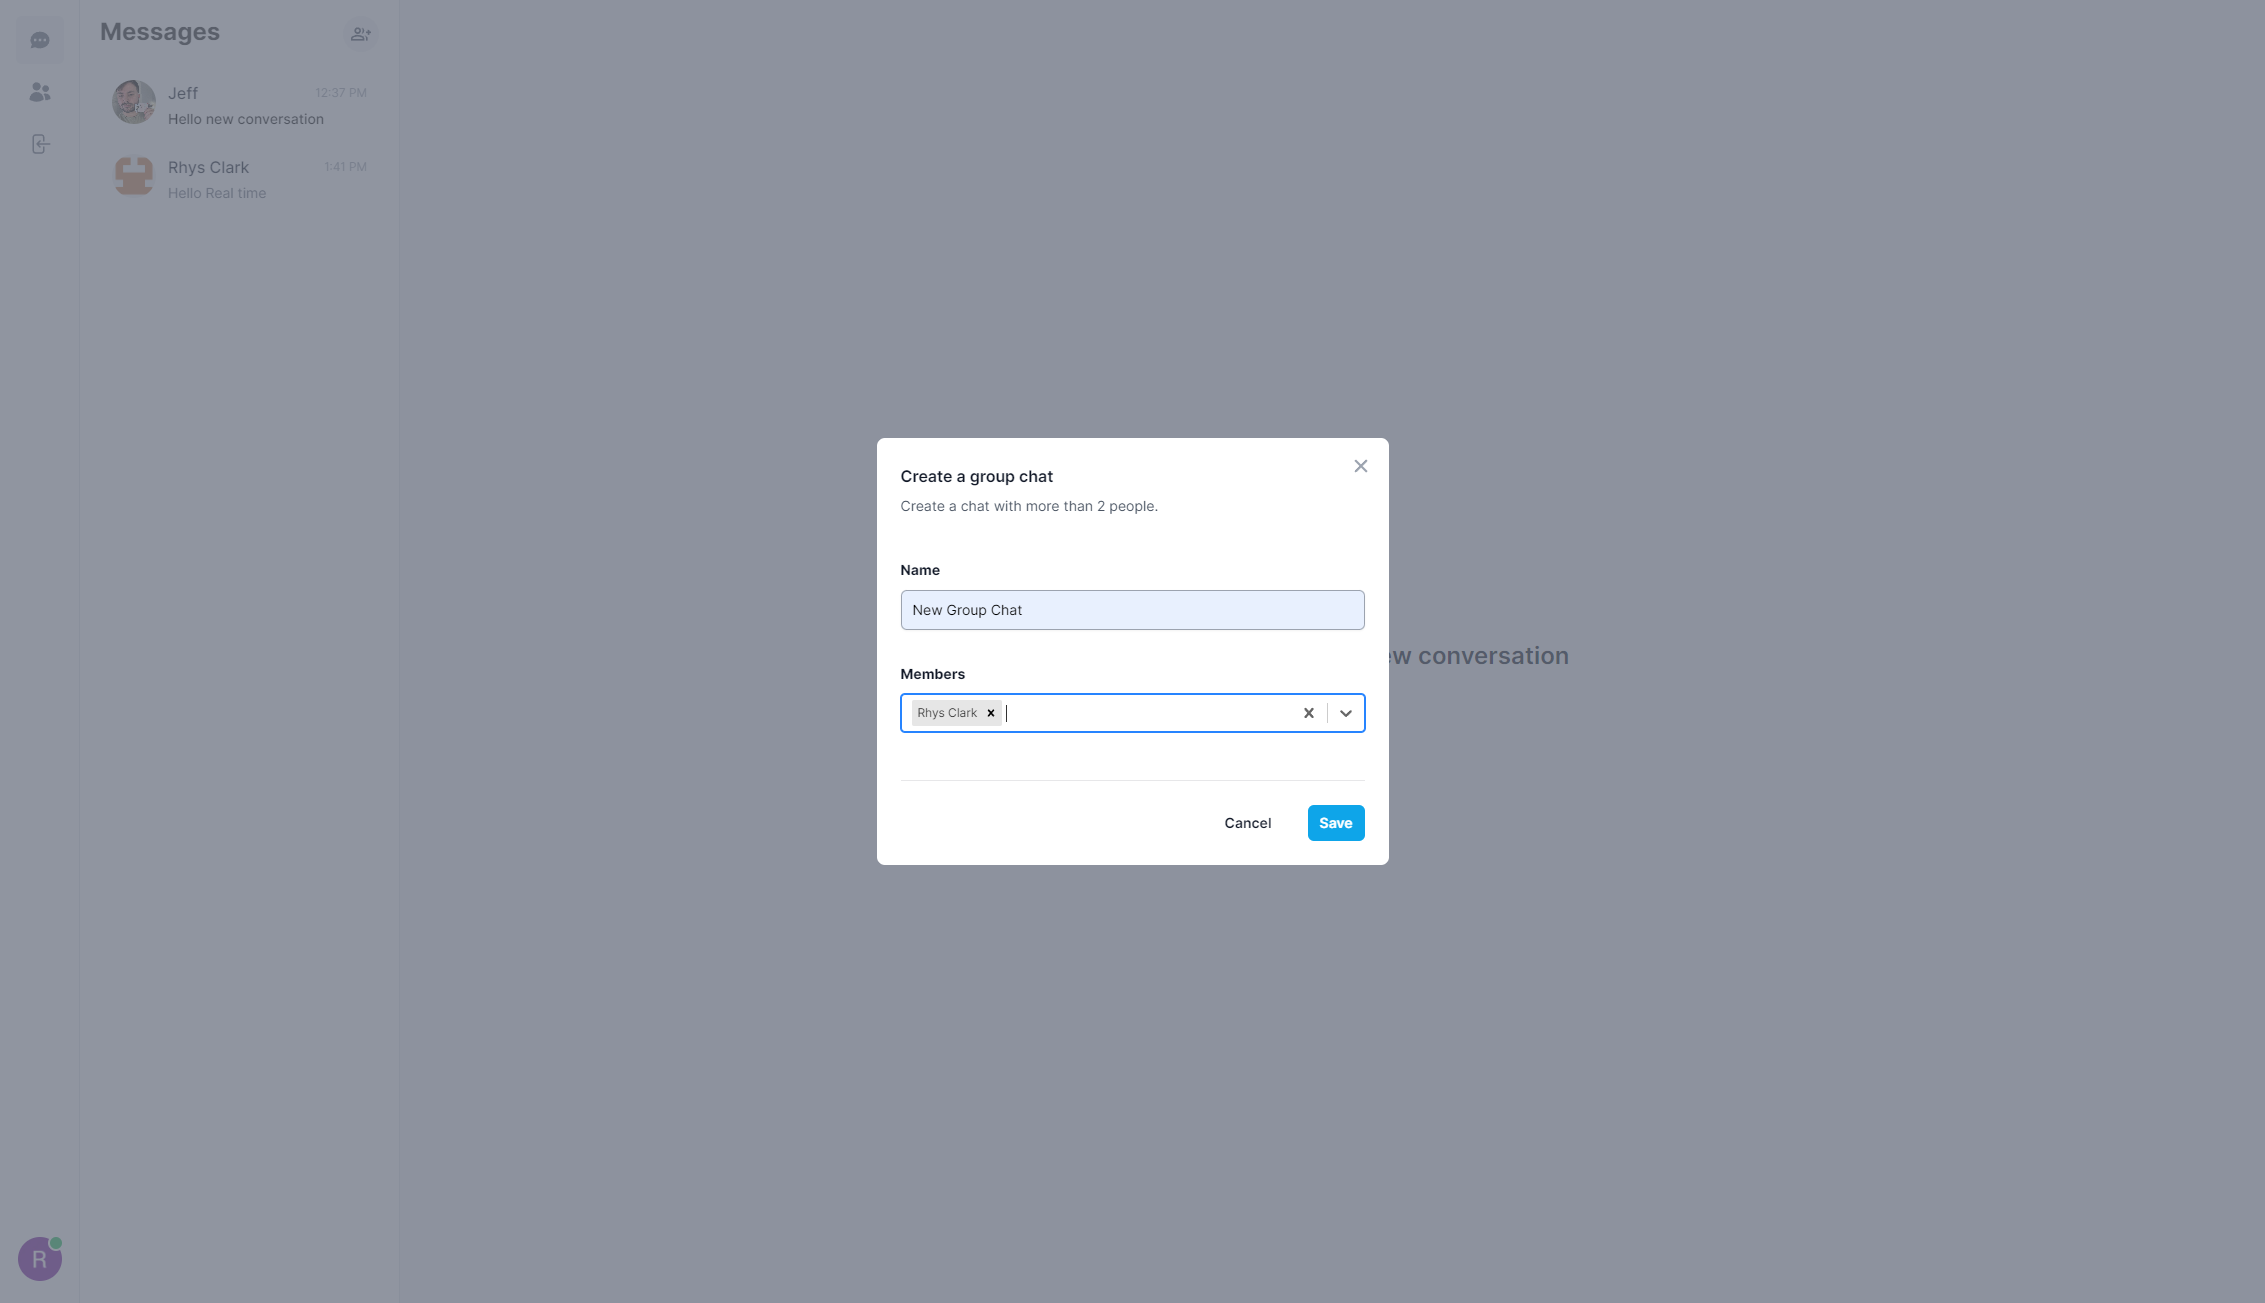 Messages
Jeff
12:37 PM
Hello new conversation
Rhys Clark
1:41 PM
Hello Real time
Create a group chat
Create a chat with more than 2 people.
Name
New Group Chat
Members
Rhys Clark
conversation
Cancel
Save
R